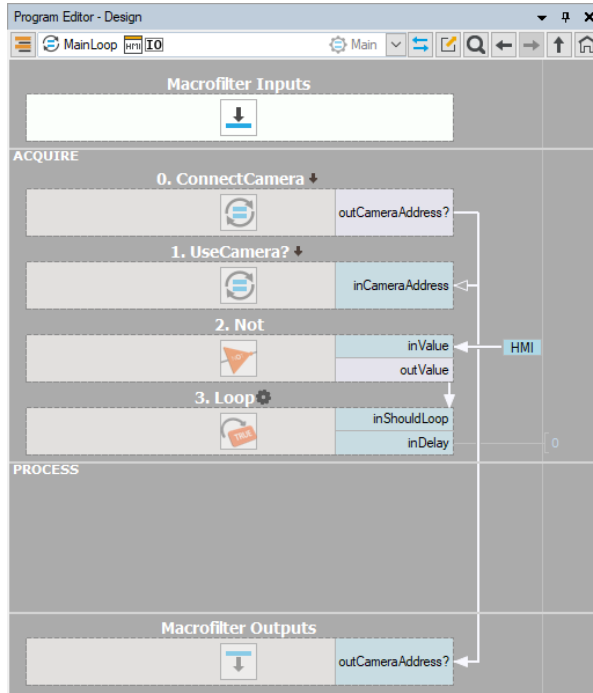 Program Editor - Design
MainLoop HMI IO Main
Macrofilter Inputs
ACQUIRE
0. ConnectCamera
outCameraAddress?
1. UseCamera?
inCameraAddress
2. Not
inValue
HMI
outValue
3. Loop
inShouldLoop
inDelay
0
PROCESS
Macrofilter Outputs
outCameraAddress?